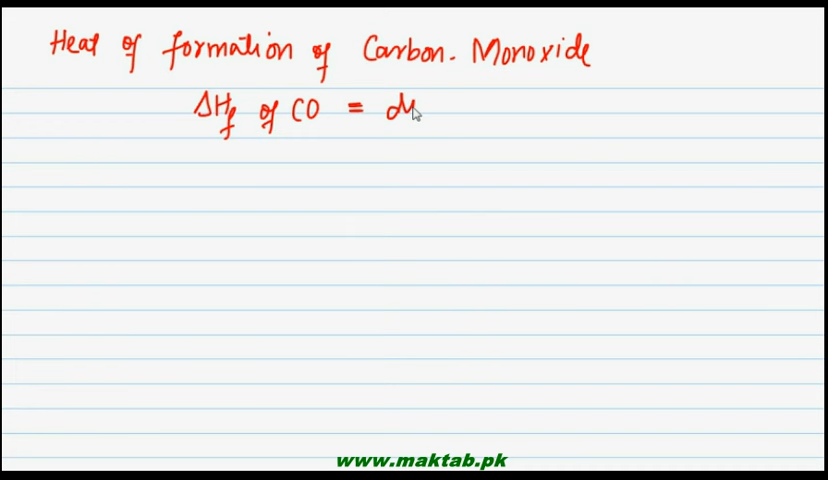 Heat of formation of Carbon. Monoxide
ΔHf of CO =
www.maktab.pk